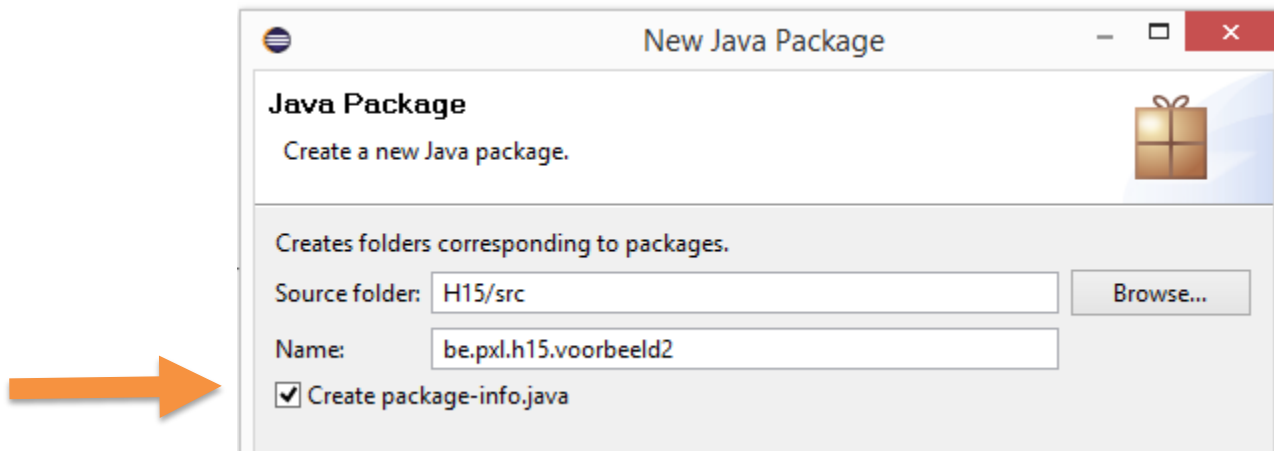 New Java Package
Java Package
Create a new Java package.
Creates folders corresponding to packages.
Source folder: H15/src Browse...
Name: be.pxl.h15.voorbeeld2
Create package-info.java